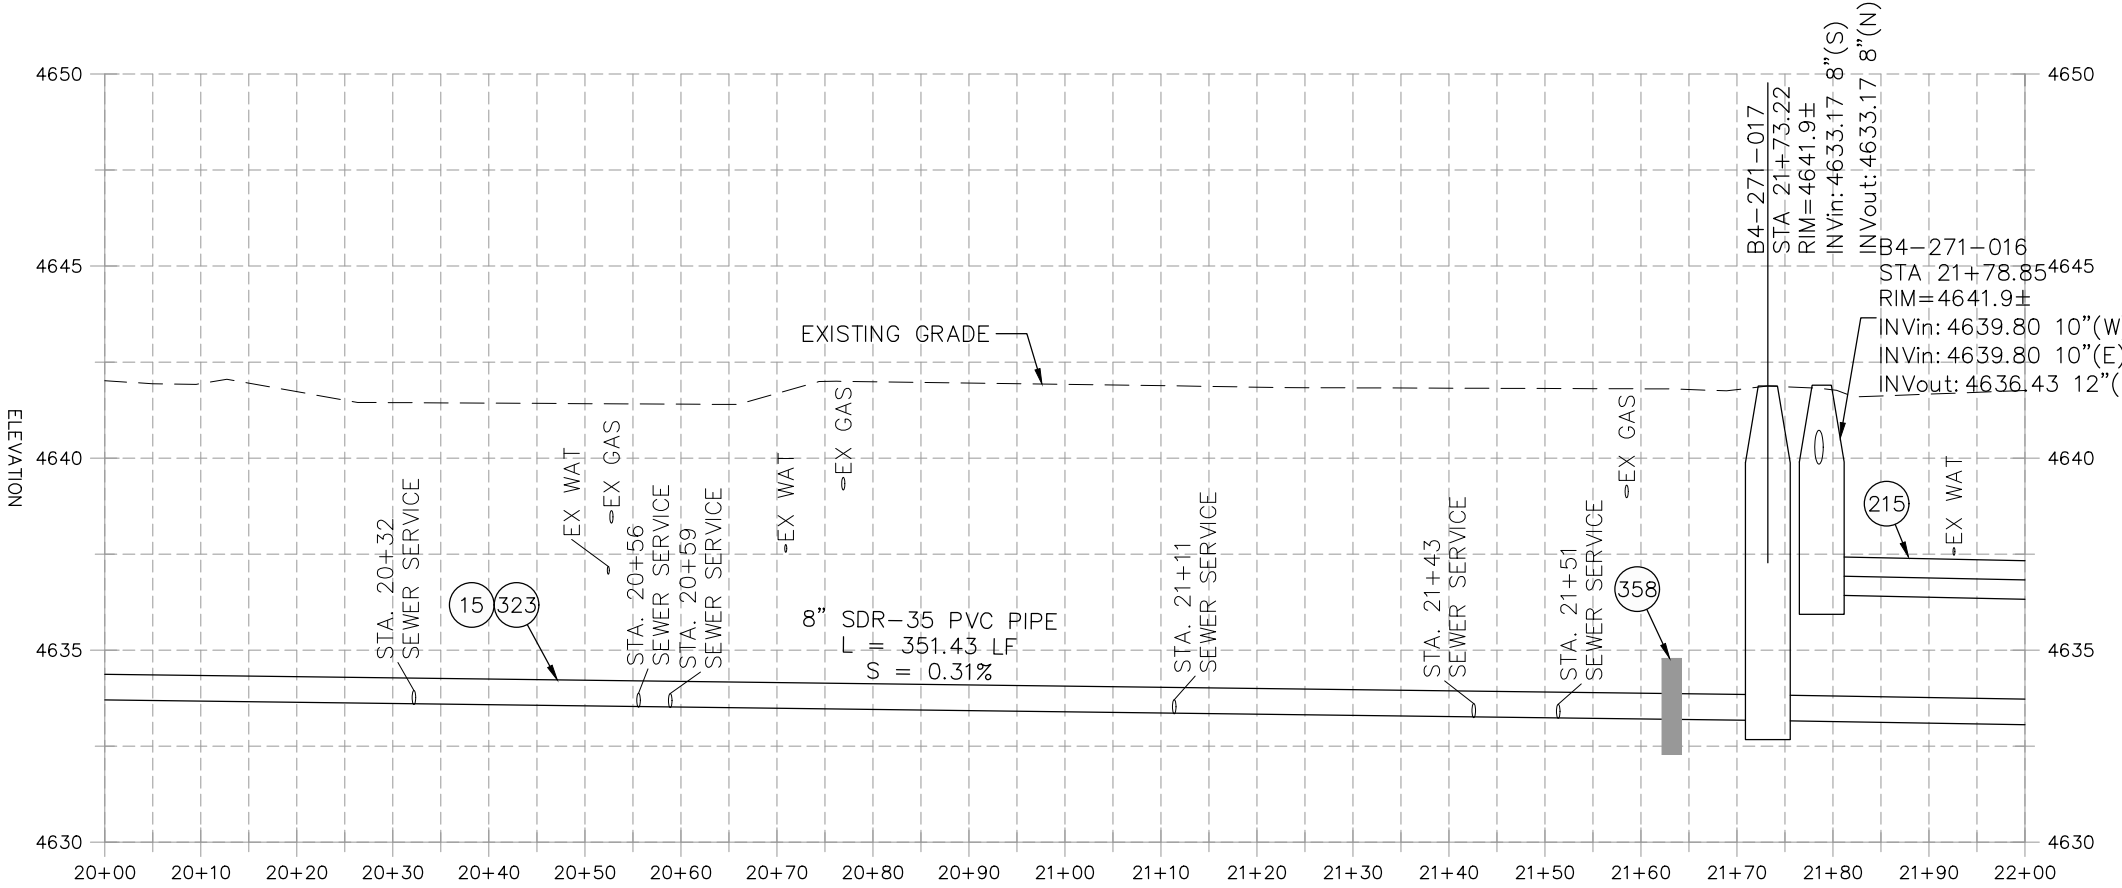 B4-271-017
STA 21+73.22
RIM=4641.9±
INVin: 4633.17 8"(S)
INVout: 4633.17 8"(N)
4650
4650
B4-271-016
STA 21+78.85
RIM=4641.9±
INVin: 4639.80 10"(W
INVin: 4639.80 10"(E)
INVout: 4636.43 12"(
4645
4645
EXISTING GRADE
ELEVATION
4640
4640
STA. 20+32
SEWER SERVICE
EX WAT
EX GAS
STA. 20+56
SEWER SERVICE
STA. 20+59
SEWER SERVICE
EX WAT
EX GAS
STA. 21+11
SEWER SERVICE
STA. 21+43
SEWER SERVICE
STA. 21+51
SEWER SERVICE
EX GAS
EX WAT
215
15
323
358
8" SDR-35 PVC PIPE
L = 351.43 LF
S = 0.31%
4635
4635
4630
4630
20+00 20+10 20+20 20+30 20+40 20+50 20+60 20+70 20+80 20+90 21+00 21+10 21+20 21+30 21+40 21+50 21+60 21+70 21+80 21+90 22+00